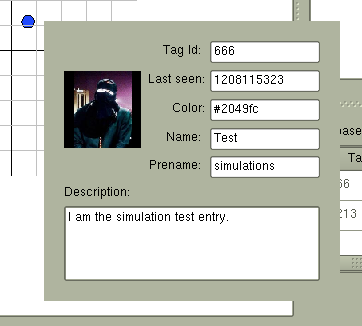 Tag Id: 666
Last seen: 1208115323
Color: #2049fc
Name: Test
Prename: simulations
Description:
I am the simulation test entry.
base
Ta
66
213